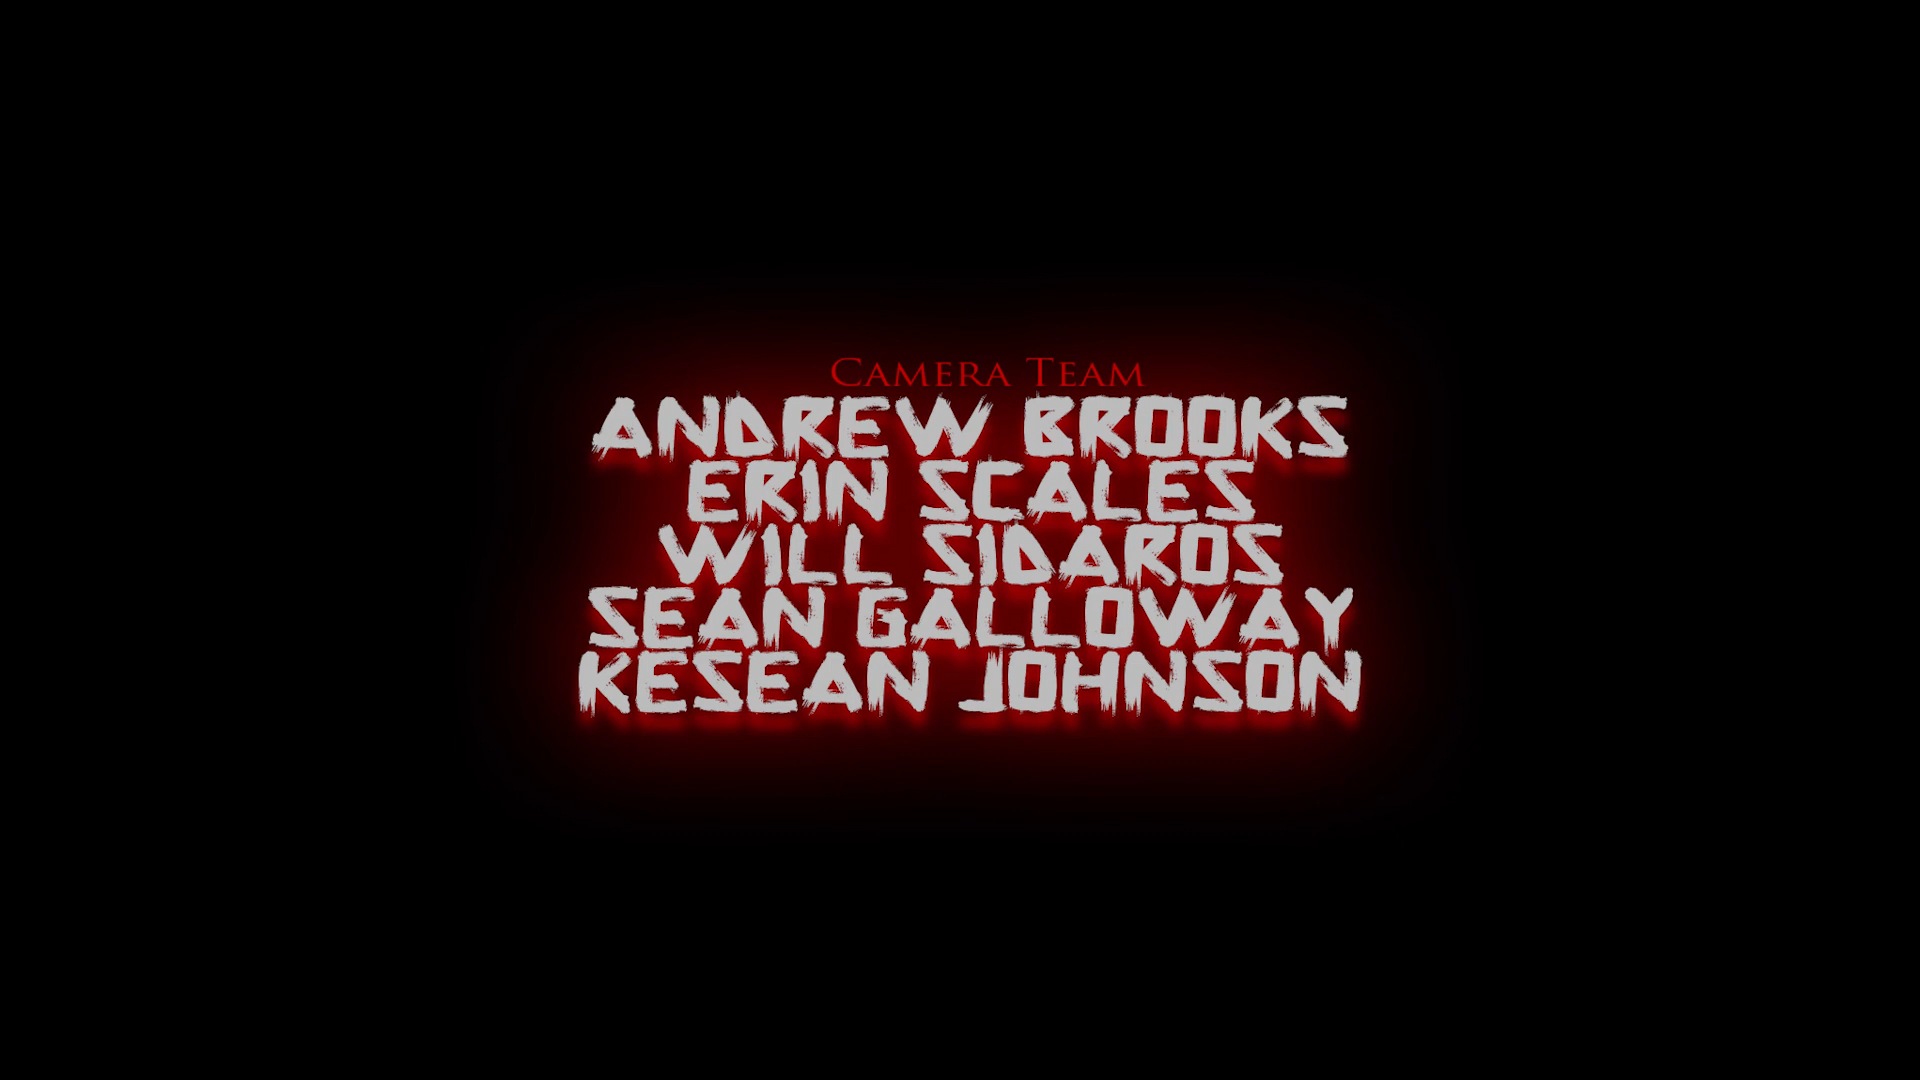 Camera Team
ANDREW BROOKS
ERIN SCALES
WILL SIDAROS
SEAN GALLOWAY
KESEAN JOHNSON